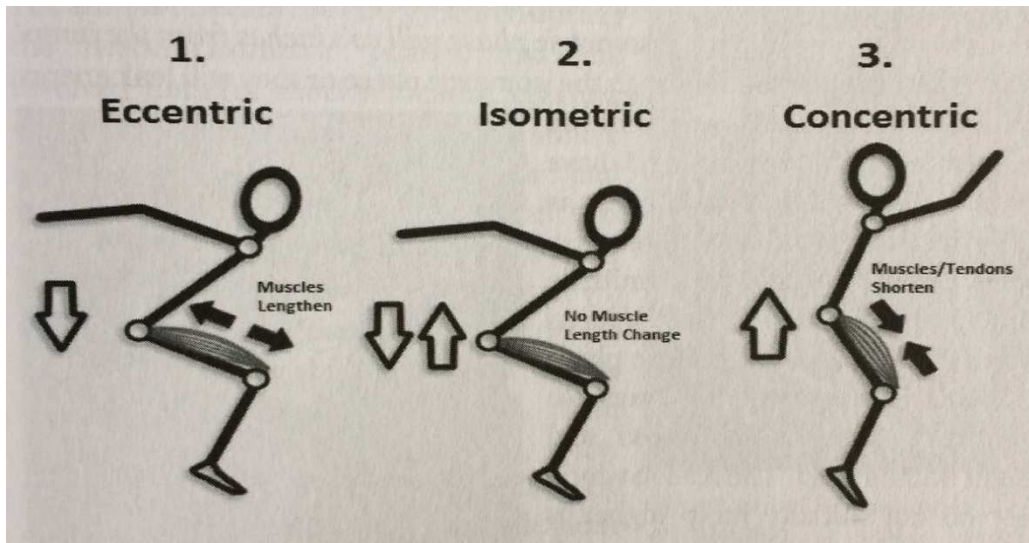 1.
Eccentric
Muscles
Lengthen
2.
Isometric
No Muscle
Length Change
3.
Concentric
Muscles/Tendons
Shorten